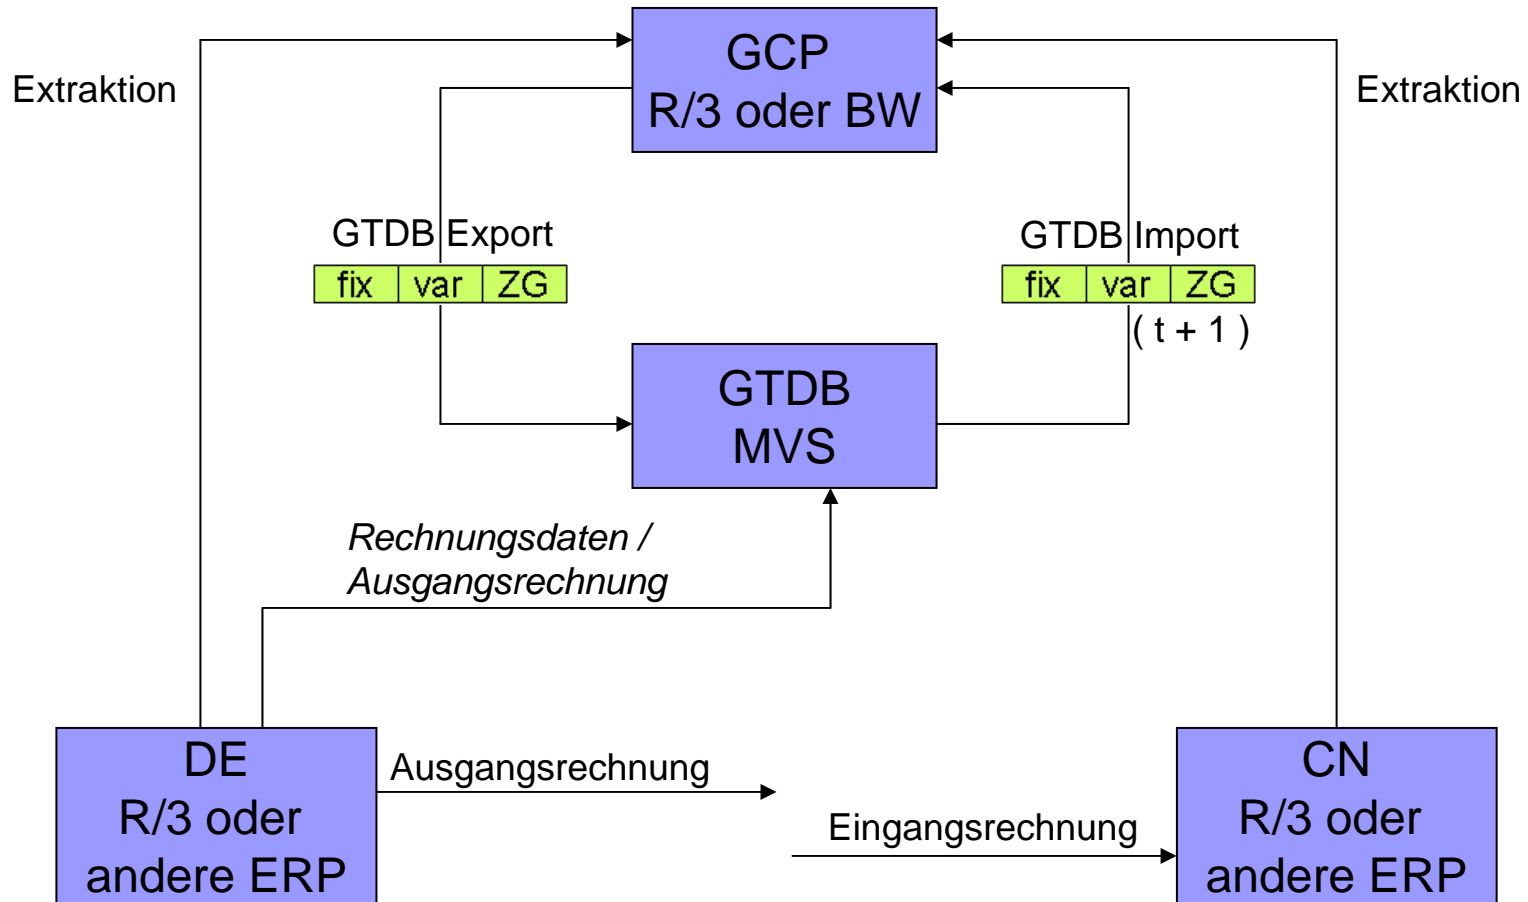 GCP
R/3 oder BW
Extraktion
Extraktion
GTDB Export
fix var ZG
GTDB Import
fix var ZG
( t + 1 )
GTDB
MVS
Rechnungsdaten /
Ausgangsrechnung
DE
R/3 oder
andere ERP
Ausgangsrechnung
Eingangsrechnung
CN
R/3 oder
andere ERP